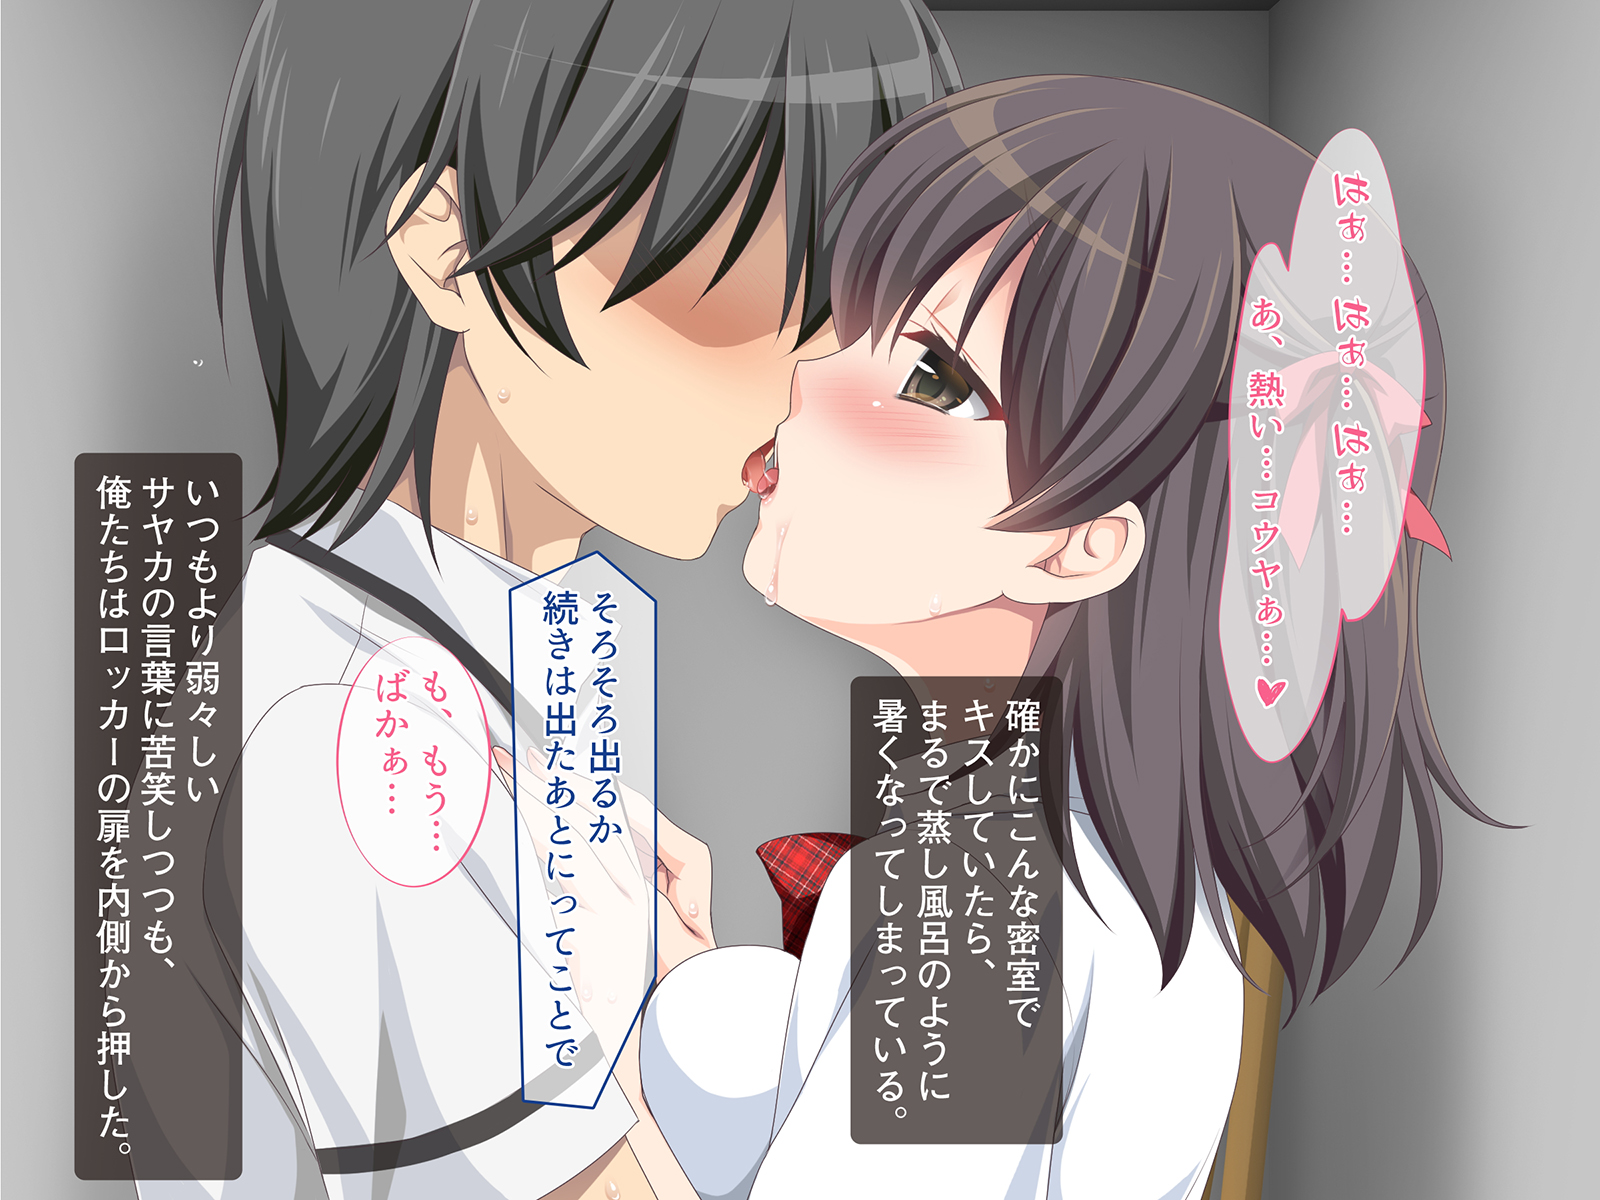 はぁ…はぁ…はぁ…
あ、熱い…コウヤぁ…♥
確かにこんな密室で
キスしていたら、
まるで蒸し風呂のように
暑くなってしまっている。
そろそろ出るか
続きは出たあとにってことで
も、もう…
ばかぁ…
いつもより弱々しい
サヤカの言葉に苦笑しつつも、
俺たちはロッカーの扉を内側から押した。